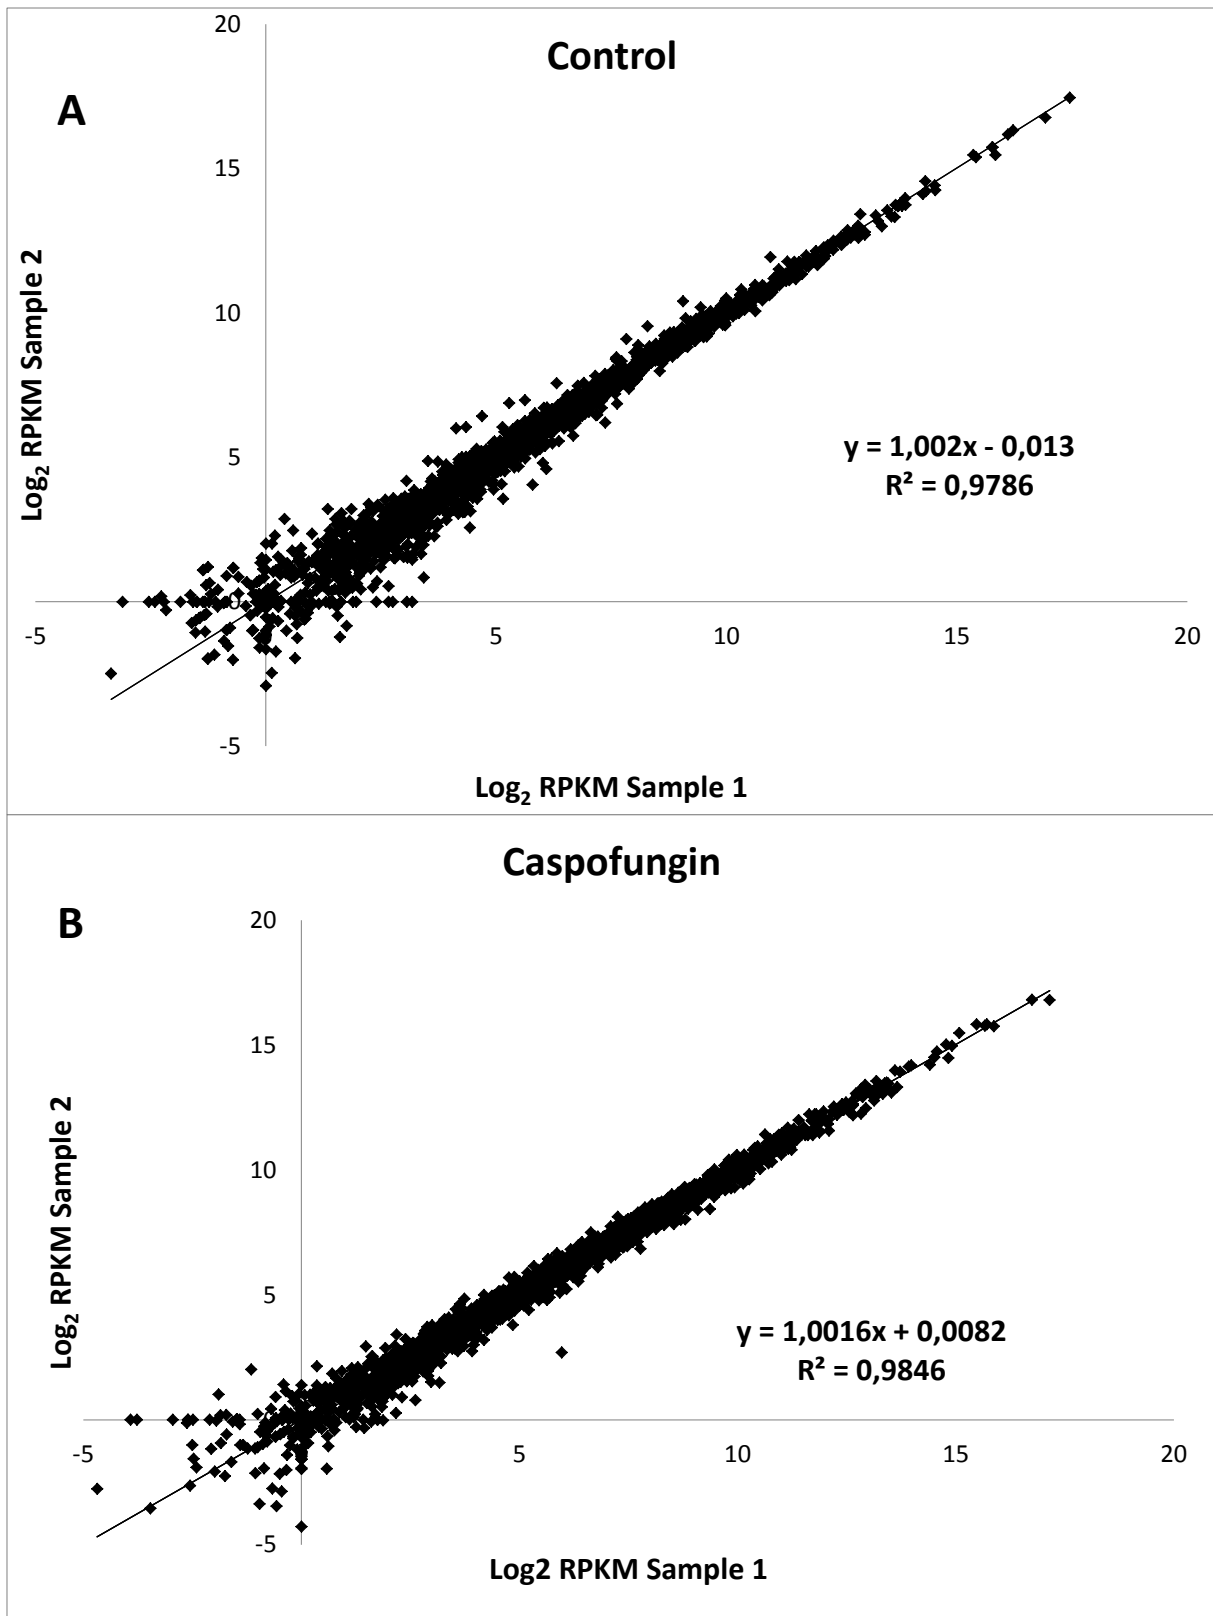 Control
A
20
15
10
5
0
-5
-5
5
10
15
20
Log₂ RPKM Sample 2
y = 1,002x - 0,013
R² = 0,9786
Log₂ RPKM Sample 1
Caspofungin
B
20
15
10
5
-5
-5
5
10
15
20
Log₂ RPKM Sample 2
y = 1,0016x + 0,0082
R² = 0,9846
Log2 RPKM Sample 1